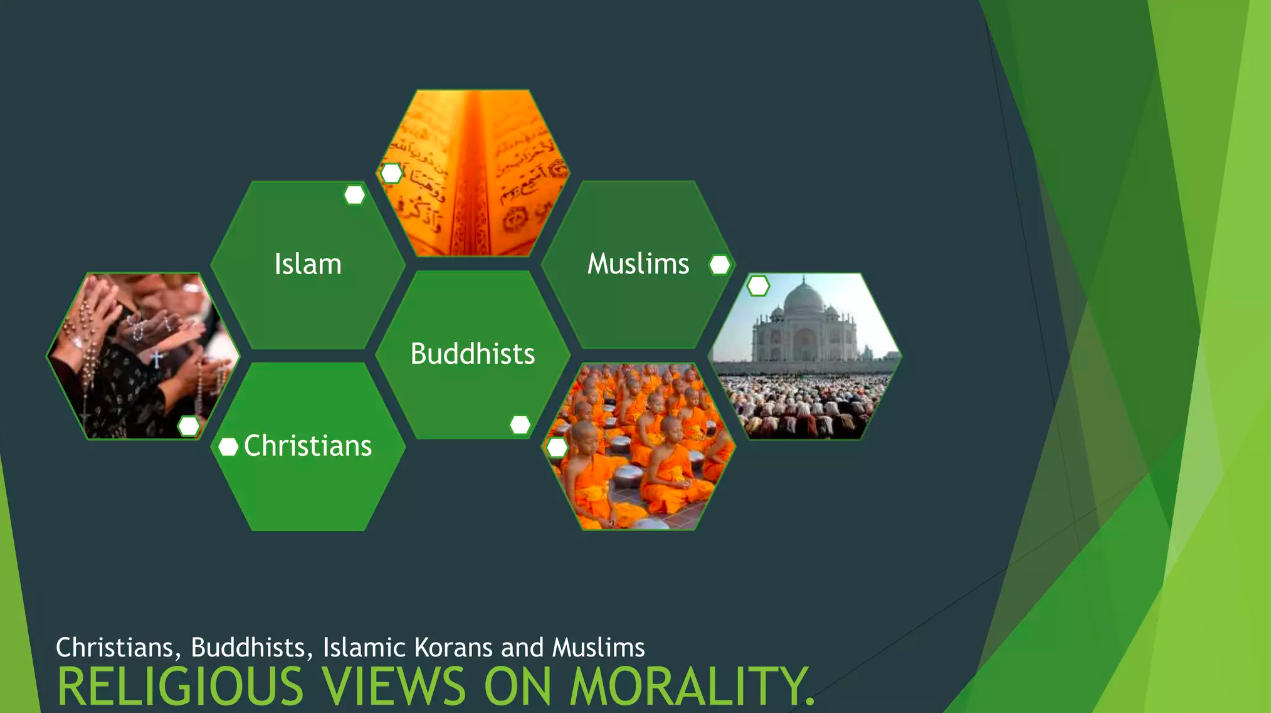 Islam
Muslims
Buddhists
Christians
Christians, Buddhists, Islamic Korans and Muslims
RELIGIOUS VIEWS ON MORALITY.